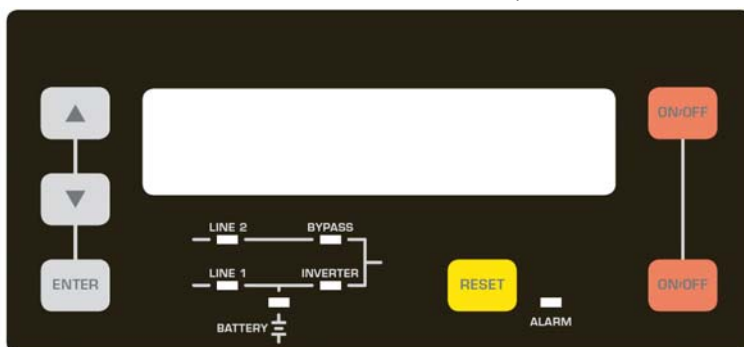 ON/OFF
LINE 2 BYPASS
ENTER
LINE 1 INVERTER
RESET
ON/OFF
BATTERY
ALARM